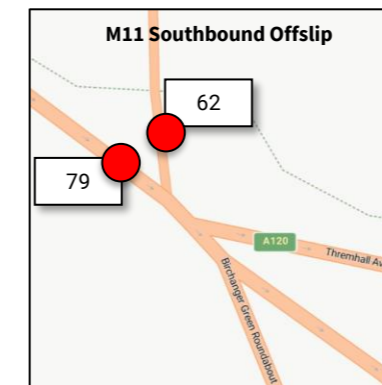 M11 Southbound Offslip
62
79
A120
Thremhall Av
Birchanger Green Roundabout